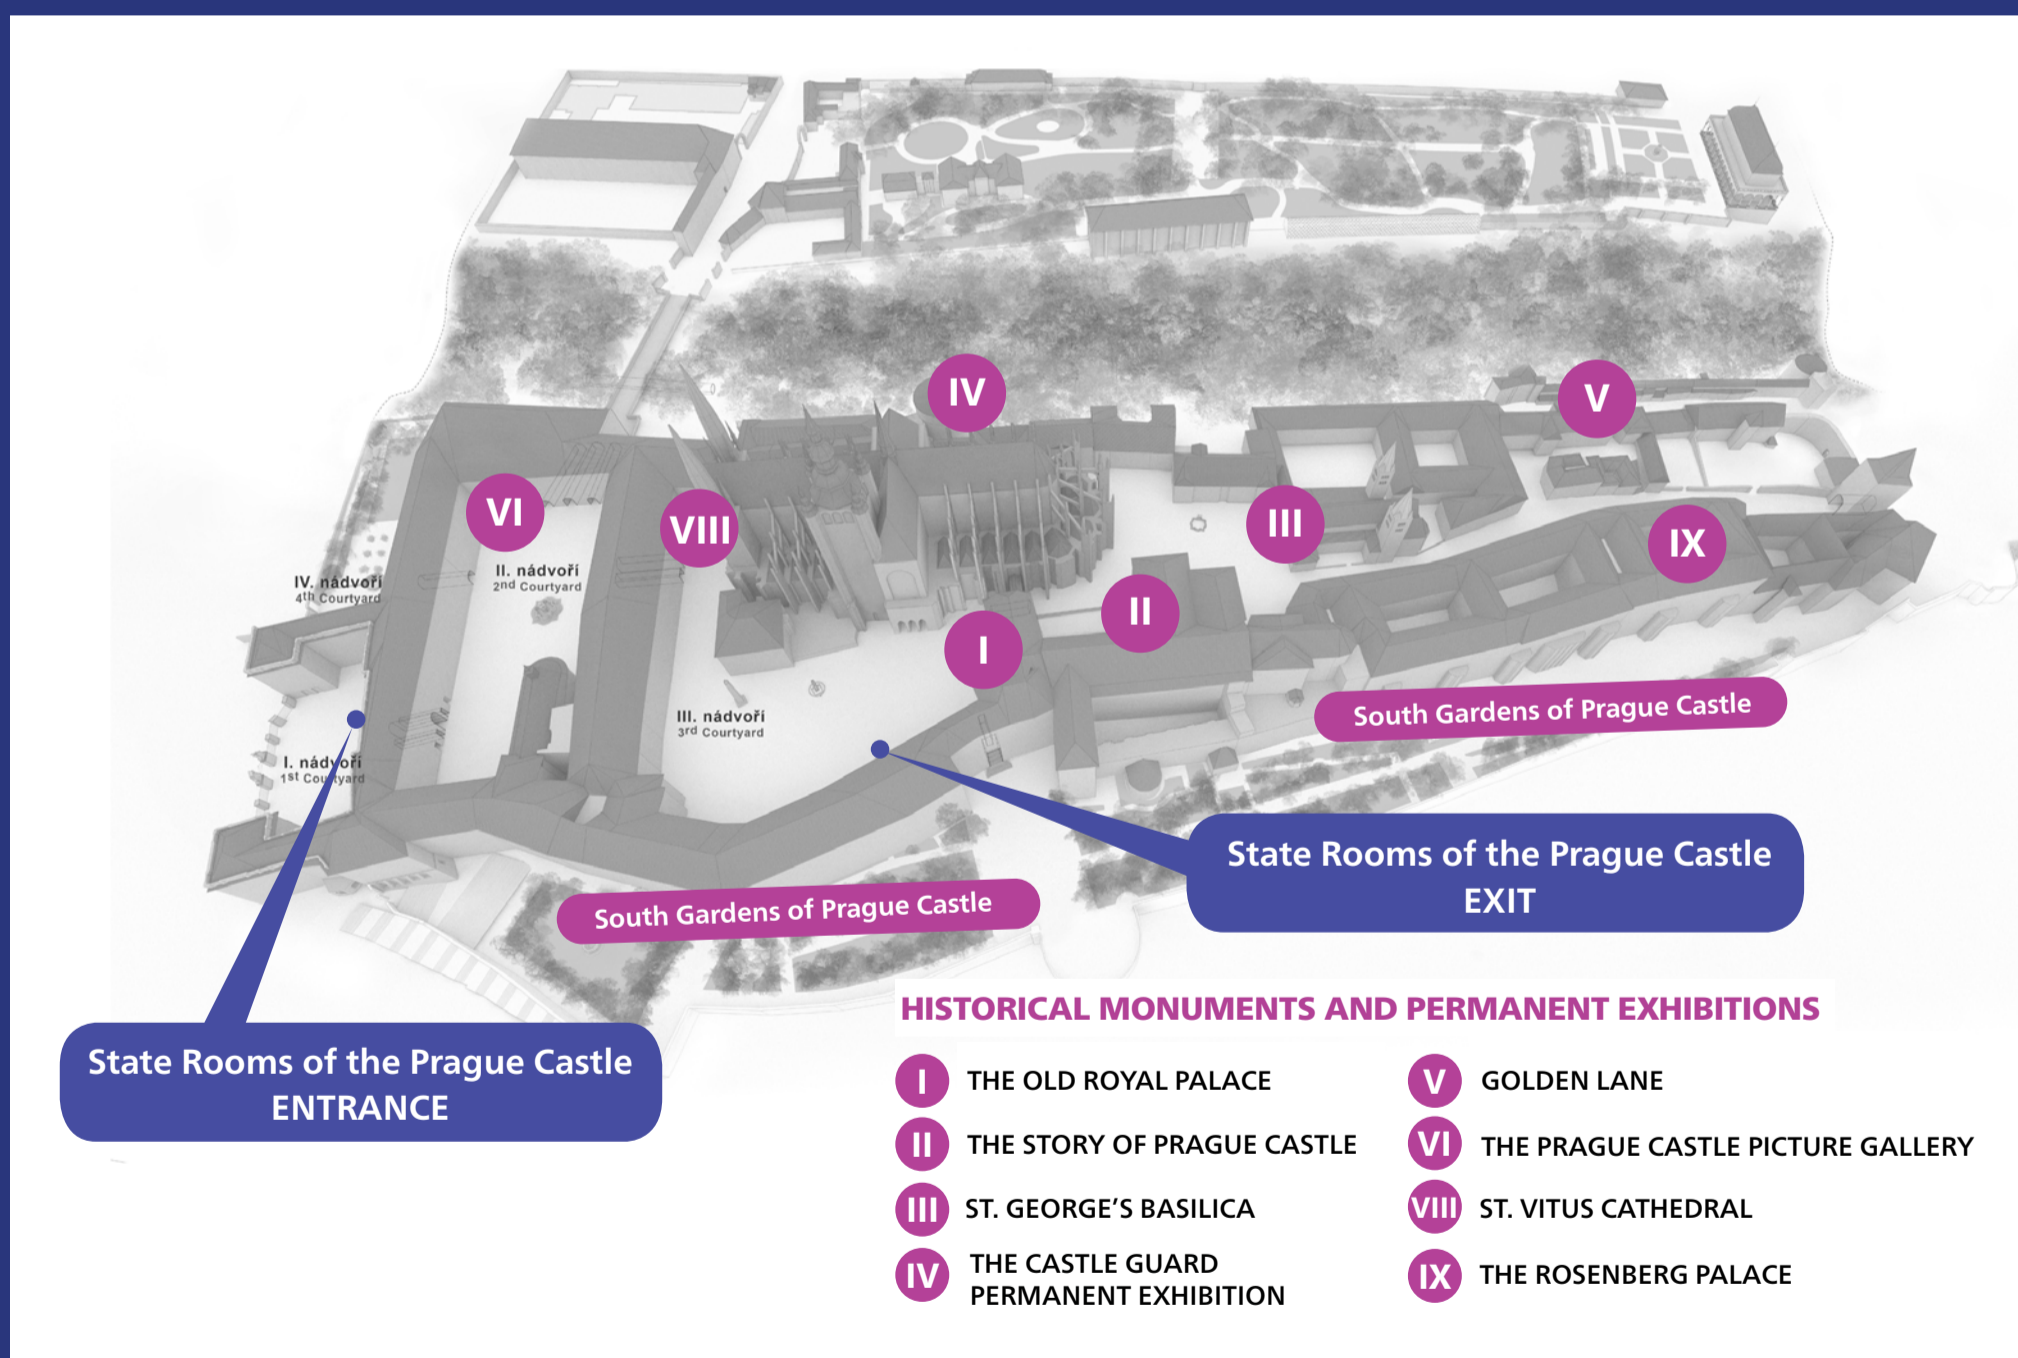 IV
V
VI
VIII
III
IX
II. nádvoří
2nd Courtyard
IV. nádvoří
4th Courtyard
II
I
III. nádvoří
3rd Courtyard
South Gardens of Prague Castle
I. nádvoří
1st Courtyard
State Rooms of the Prague Castle
EXIT
South Gardens of Prague Castle
State Rooms of the Prague Castle
ENTRANCE
HISTORICAL MONUMENTS AND PERMANENT EXHIBITIONS
I THE OLD ROYAL PALACE
II THE STORY OF PRAGUE CASTLE
III ST. GEORGE’S BASILICA
IV THE CASTLE GUARD
PERMANENT EXHIBITION
V GOLDEN LANE
VI THE PRAGUE CASTLE PICTURE GALLERY
VIII ST. VITUS CATHEDRAL
IX THE ROSENBERG PALACE